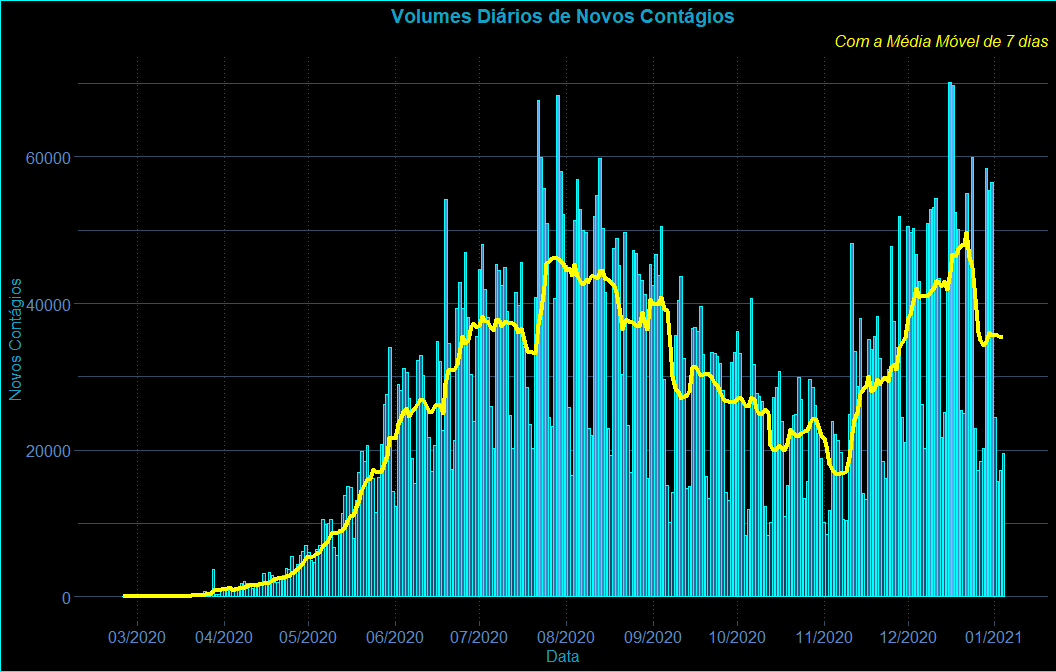 Volumes Diários de Novos Contágios
Com a Média Móvel de 7 dias
Novos Contágios
60000
40000
20000
0
03/2020 04/2020 05/2020 06/2020 07/2020 08/2020 09/2020 10/2020 11/2020 12/2020 01/2021
Data